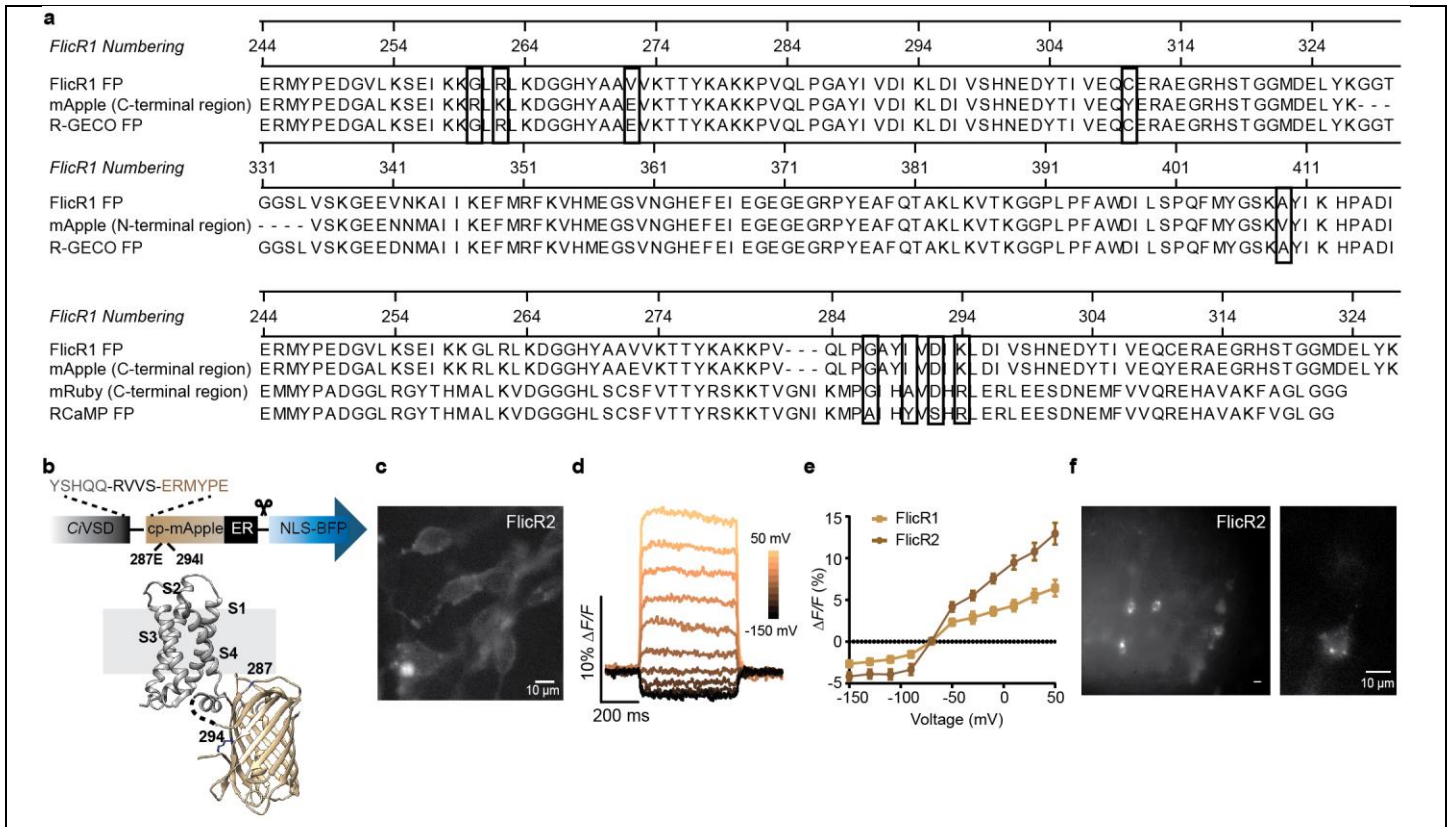 a
FlicR1 Numbering 244 254 264 274 284 294 304 314 324
FlicR1 FP ERMYPEDGVLKSEIKKGLRLKDGGHYAAVVKTTYKAKKPVQLPGAYIVDIKLDIVSHNEDYTIVEQCERAEGRHSTGGMDELYKGGT
mApple (C-terminal region) ERMYPEDGALKSEIKKRLKLKDGGHYAAEVKTTYKAKKPVQLPGAYIVDIKLDIVSHNEDYTIVEQYERAEGRHSTGGMDELYK---
R-GECO FP ERMYPEDGALKSEIKKGLRLKDGGHYAAEVKTTYKAKKPVQLPGAYIVDIKLDIVSHNEDYTIVEQCERAEGRHSTGGMDELYKGGT
FlicR1 Numbering 331 341 351 361 371 381 391 401 411
FlicR1 FP GGSLVSKGEEVNKAIIKEFMRFKVHMEGSVNGHEFEIEGEGEGRPYEAFQTAKLKVTKGGPLPFAWDILSPQFMYGSKAYIKHPADI
mApple (N-terminal region) ----VSKGEENNMAIIKEFMRFKVHMEGSVNGHEFEIEGEGEGRPYEAFQTAKLKVTKGGPLPFAWDILSPQFMYGSKVYIKHPADI
R-GECO FP GGSLVSKGEEDNMAIIKEFMRFKVHMEGSVNGHEFEIEGEGEGRPYEAFQTAKLKVTKGGPLPFAWDILSPQFMYGSKAYIKHPADI
FlicR1 Numbering 244 254 264 274 284 294 304 314 324
FlicR1 FP ERMYPEDGVLKSEIKKGLRLKDGGHYAAVVKTTYKAKKPV---QLPGAYIVDIKLDIVSHNEDYTIVEQCERAEGRHSTGGMDELYK
mApple (C-terminal region) ERMYPEDGALKSEIKKRLKLKDGGHYAAEVKTTYKAKKPV---QLPGAYIVDIKLDIVSHNEDYTIVEQYERAEGRHSTGGMDELYK
mRuby (C-terminal region) EMMYPADGGLRGYTHMALKVDGGGHLSCSFVTTYRSKKTVGNIKMPGIHAVDHRLERLEESDNEMFVVQREHAVAKFAGLGGG
RCaMP FP EMMYPADGGLRGYTHMALKVDGGGHLSCSFVTTYRSKKTVGNIKMPAIHYVSHRLERLEESDNEMFVVQREHAVAKFVGLGG
b
YSHQQ-RVVS-ERMYPE
CiVSD cp-mApple ER NLS-BFP
287E 294I
S2
S1
S3
S4
287
294
c
FlicR2
10 µm
d
50 mV
-150 mV
10% ΔF/F
200 ms
e
FlicR1
FlicR2
15
10
5
0
-5
ΔF/F (%)
-150 -100 -50 0 50
Voltage (mV)
f
FlicR2
10 µm